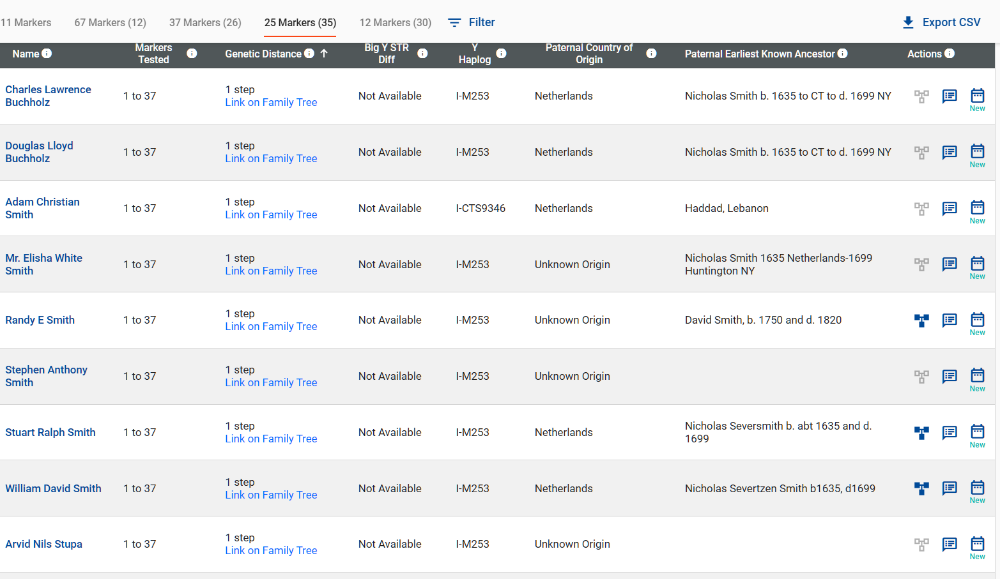 11 Markers 67 Markers (12) 37 Markers (26) 25 Markers (35) 12 Markers (30) Filter Export CSV
Name Markers Tested Genetic Distance Big Y STR Diff Y Haplog Paternal Country of Origin Paternal Earliest Known Ancestor Actions
Charles Lawrence Buchholz 1 to 37 1 step Link on Family Tree Not Available I-M253 Netherlands Nicholas Smith b. 1635 to CT to d. 1699 NY New
Douglas Lloyd Buchholz 1 to 37 1 step Link on Family Tree Not Available I-M253 Netherlands Nicholas Smith b. 1635 to CT to d. 1699 NY New
Adam Christian Smith 1 to 37 1 step Link on Family Tree Not Available I-CTS9346 Netherlands Haddad, Lebanon New
Mr. Elisha White Smith 1 to 37 1 step Link on Family Tree Not Available I-M253 Unknown Origin Nicholas Smith 1635 Netherlands-1699 Huntington NY New
Randy E Smith 1 to 37 1 step Link on Family Tree Not Available I-M253 Unknown Origin David Smith, b. 1750 and d. 1820 New
Stephen Anthony Smith 1 to 37 1 step Link on Family Tree Not Available I-M253 Unknown Origin New
Stuart Ralph Smith 1 to 37 1 step Link on Family Tree Not Available I-M253 Netherlands Nicholas Seversmith b. abt 1635 and d. 1699 New
William David Smith 1 to 37 1 step Link on Family Tree Not Available I-M253 Netherlands Nicholas Severtzen Smith b1635, d1699 New
Arvid Nils Stupa 1 to 37 1 step Link on Family Tree Not Available I-M253 Unknown Origin New